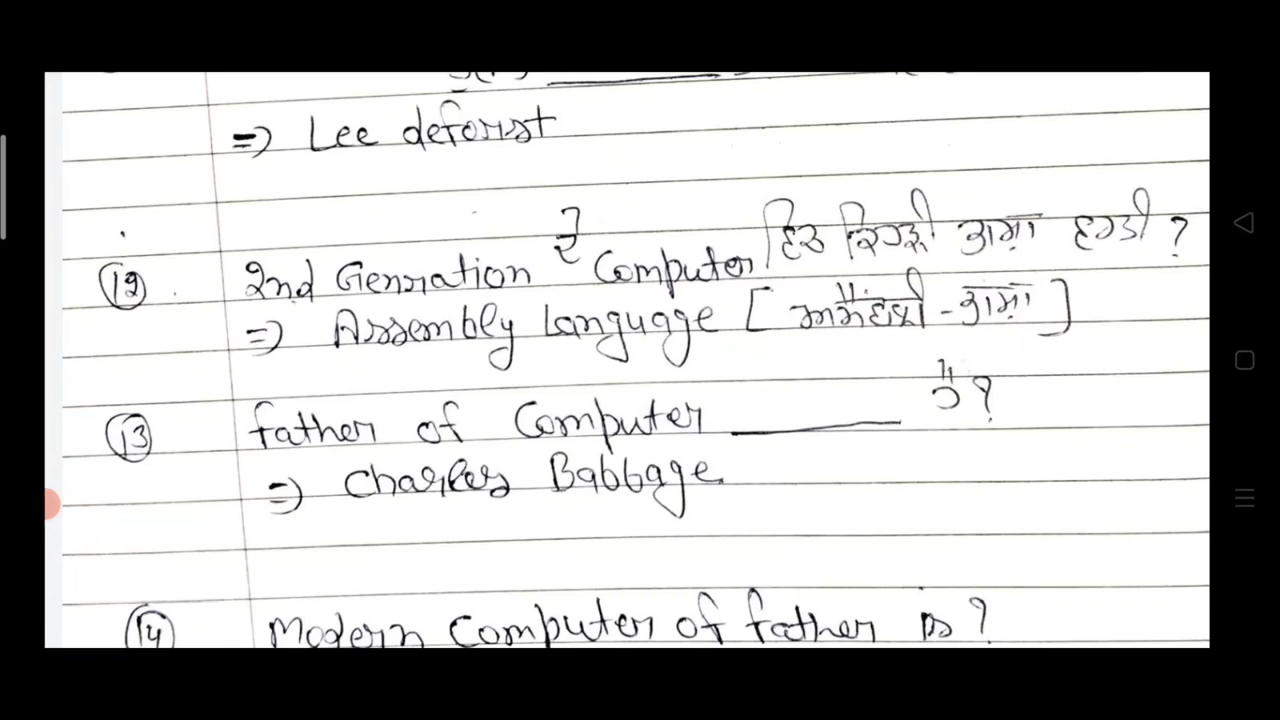 => Lee deforist
12 2nd Genration ਦੇ Computer ਵਿਚ ਕਿਹੜੀ ਭਾਸ਼ਾ ਵਰਤੀ ?
=> Assembly Language [ ਅਸੈਂਬਲੀ - ਭਾਸ਼ਾ ]
13 father of Computer ______ ਹੈ ?
=> Charles Babbage.
14 Modern Computer of father is ?